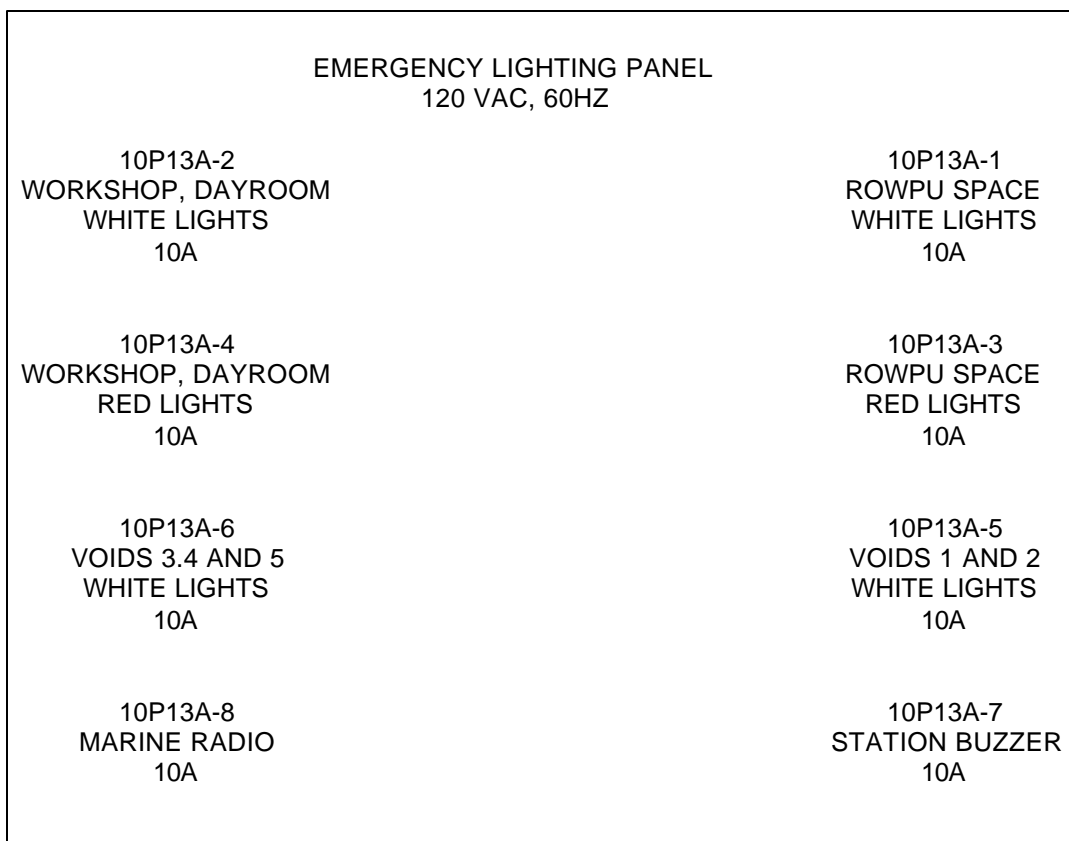 EMERGENCY LIGHTING PANEL
120 VAC, 60HZ
10P13A-2
WORKSHOP, DAYROOM
WHITE LIGHTS
10A
10P13A-1
ROWPU SPACE
WHITE LIGHTS
10A
10P13A-4
WORKSHOP, DAYROOM
RED LIGHTS
10A
10P13A-3
ROWPU SPACE
RED LIGHTS
10A
10P13A-6
VOIDS 3.4 AND 5
WHITE LIGHTS
10A
10P13A-5
VOIDS 1 AND 2
WHITE LIGHTS
10A
10P13A-8
MARINE RADIO
10A
10P13A-7
STATION BUZZER
10A